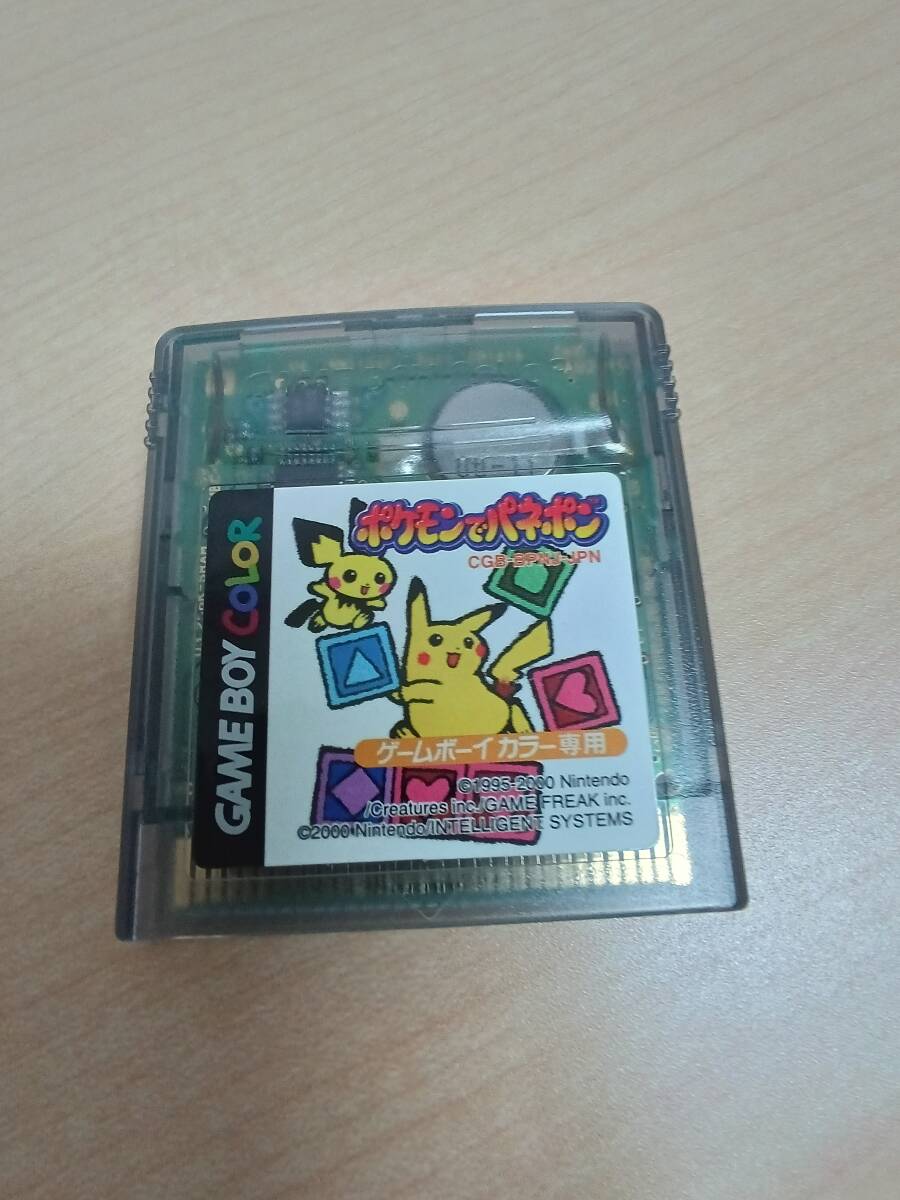 GAME BOY COLOR
ポケモンでパネポン
CGB-BPNJ-JPN
ゲームボーイカラー専用
©1995-2000 Nintendo
/Creatures inc./GAME FREAK inc.
©2000 Nintendo/INTELLIGENT SYSTEMS